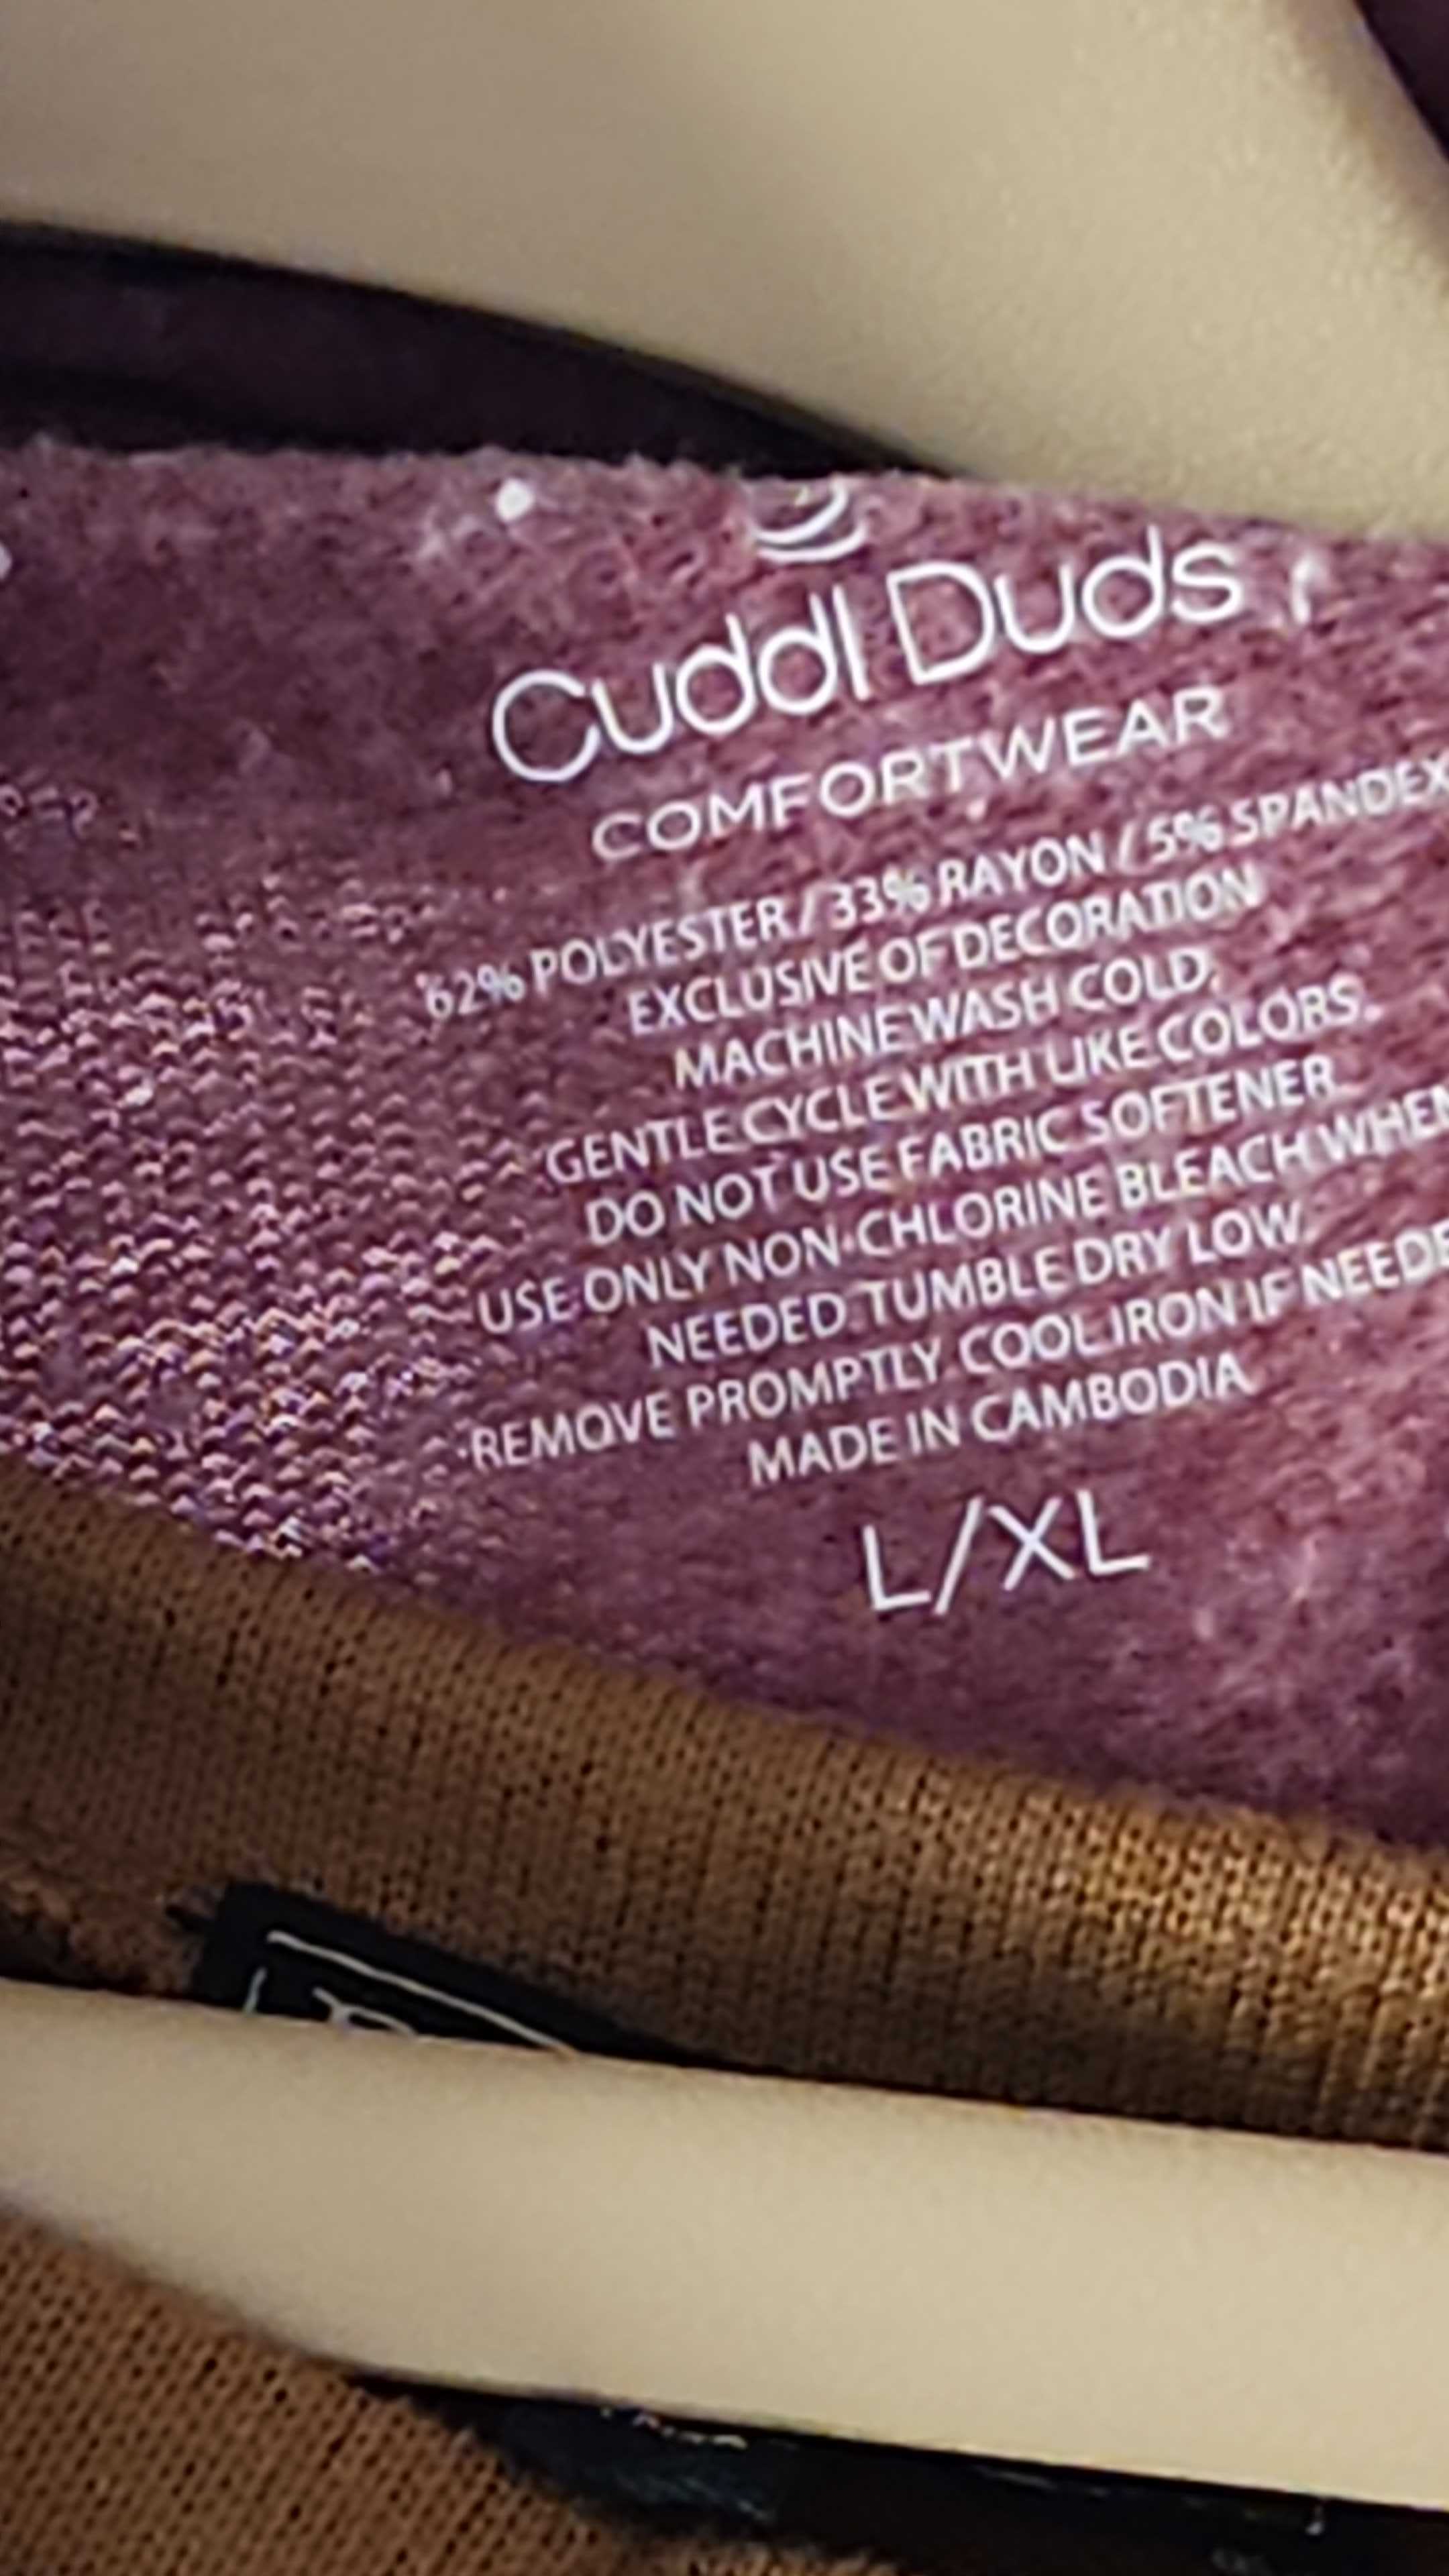 Cuddl Duds
COMFORTWEAR
62% POLYESTER / 33% RAYON / 5% SPANDEX
EXCLUSIVE OF DECORATION
MACHINE WASH COLD,
GENTLE CYCLE WITH LIKE COLORS.
DO NOT USE FABRIC SOFTENER.
USE ONLY NON-CHLORINE BLEACH WHEN
NEEDED TUMBLE DRY LOW.
REMOVE PROMPTLY. COOL IRON IF NEEDE
MADE IN CAMBODIA
L/XL